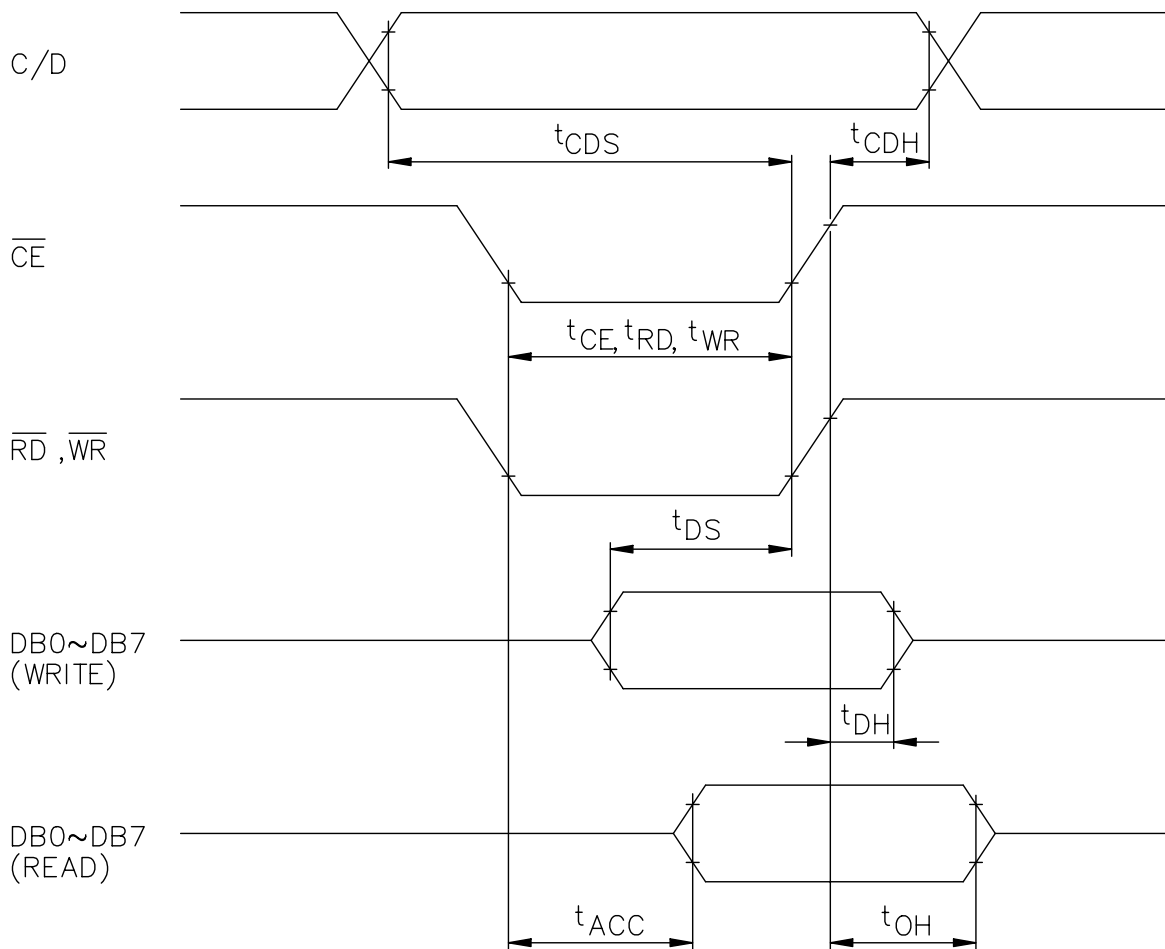 C/D
tCDS
tCDH
CE
tCE, tRD, tWR
RD ,WR
tDS
DB0~DB7
(WRITE)
tDH
DB0~DB7
(READ)
tACC
tOH